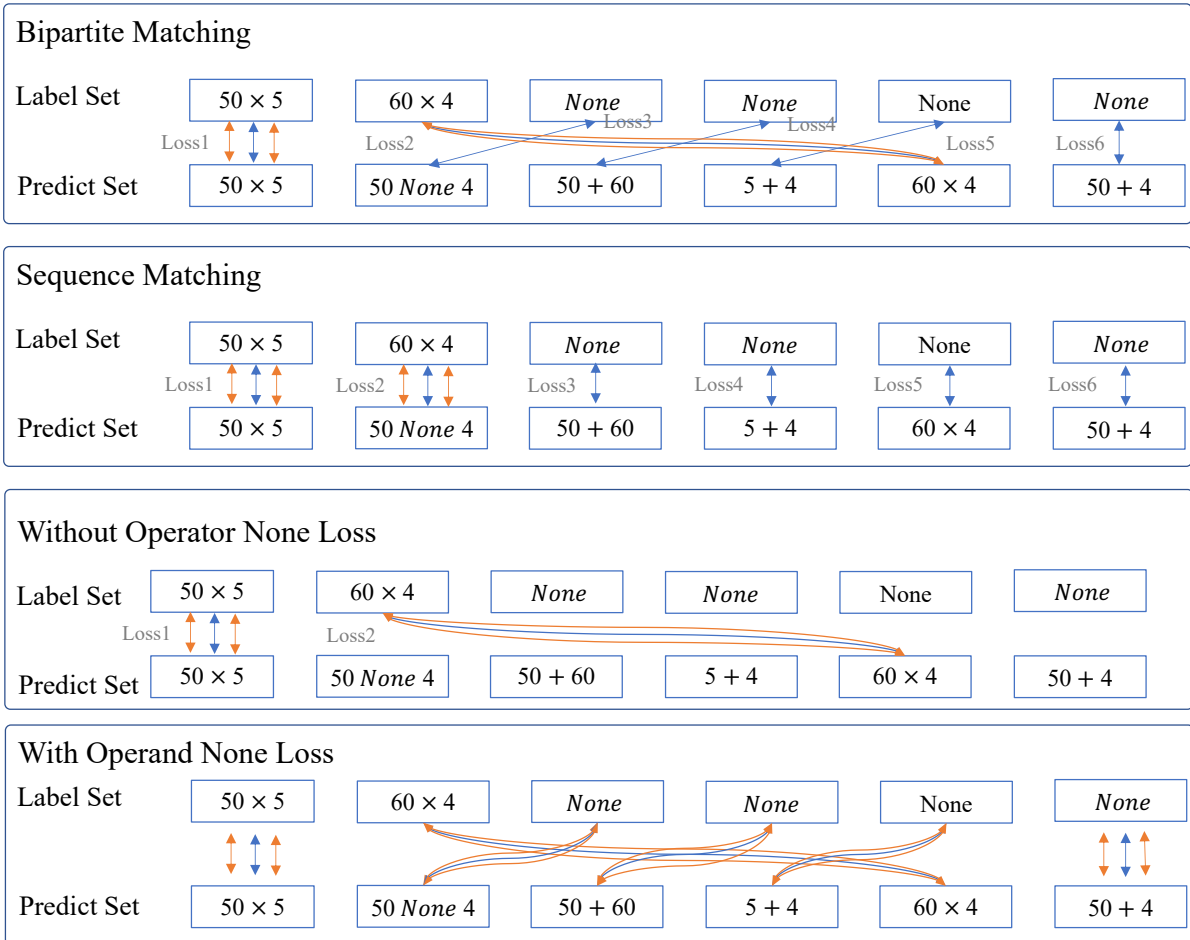 Bipartite Matching
Label Set 50 × 5 60 × 4 None None None None
Loss1 Loss2 Loss3 Loss4 Loss5 Loss6
Predict Set 50 × 5 50 None 4 50 + 60 5 + 4 60 × 4 50 + 4
Sequence Matching
Label Set 50 × 5 60 × 4 None None None None
Loss1 Loss2 Loss3 Loss4 Loss5 Loss6
Predict Set 50 × 5 50 None 4 50 + 60 5 + 4 60 × 4 50 + 4
Without Operator None Loss
Label Set 50 × 5 60 × 4 None None None None
Loss1 Loss2
Predict Set 50 × 5 50 None 4 50 + 60 5 + 4 60 × 4 50 + 4
With Operand None Loss
Label Set 50 × 5 60 × 4 None None None None
Predict Set 50 × 5 50 None 4 50 + 60 5 + 4 60 × 4 50 + 4